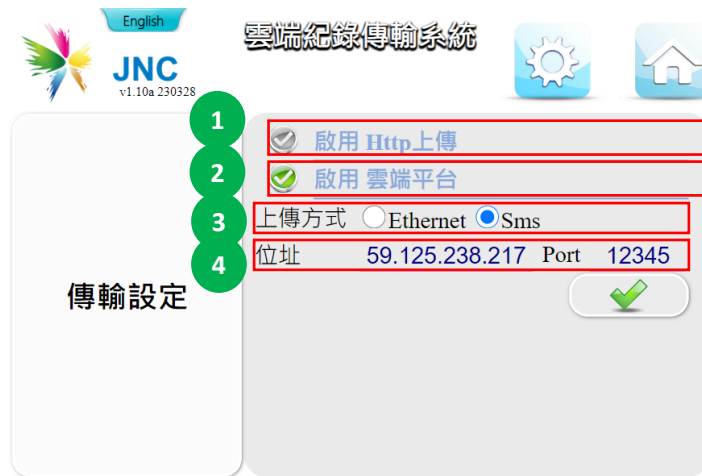 English
雲端紀錄傳輸系統
JNC
v1.10a 230328
1
啟用 Http上傳
2
啟用 雲端平台
3
上傳方式 Ethernet Sms
4
位址 59.125.238.217 Port 12345
傳輸設定